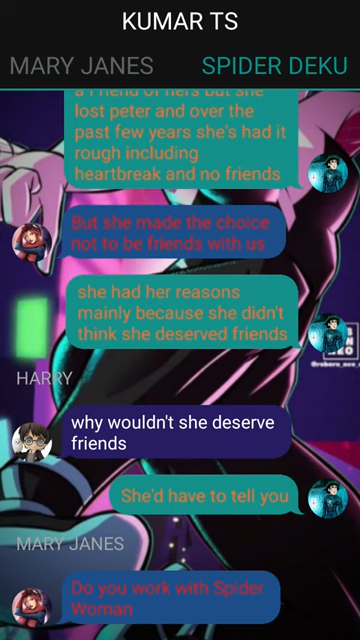 KUMAR TS
MARY JANES
SPIDER DEKU
a Friend of hers but she
lost peter and over the
past few years she's had it
rough including
heartbreak and no friends
But she made the choice
not to be friends with us
she had her reasons
mainly because she didn't
think she deserved friends
HARRY
why wouldn't she deserve
friends
She'd have to tell you
MARY JANES
Do you work with Spider
Woman